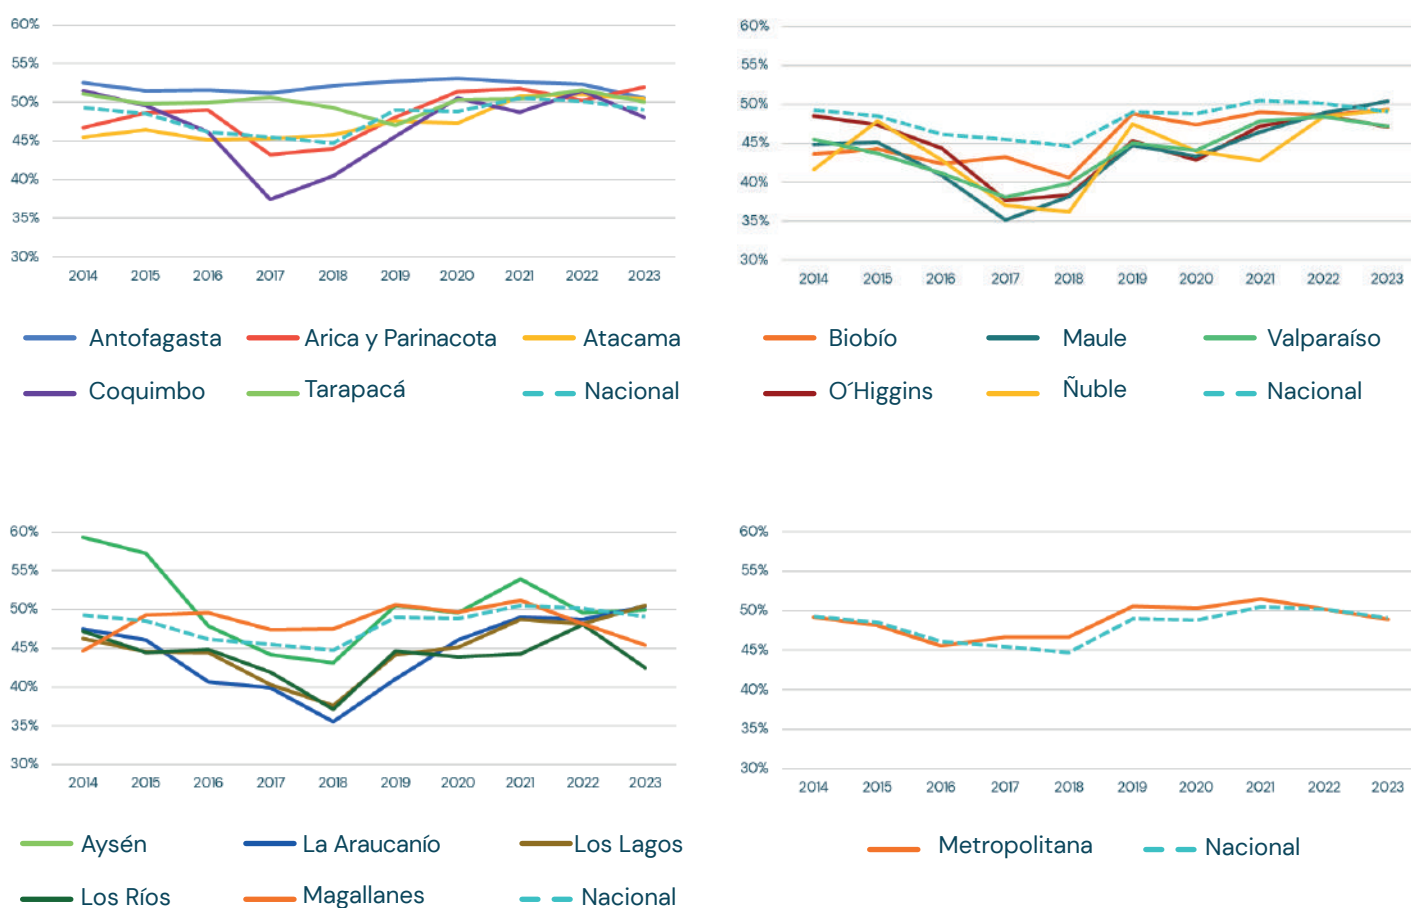 60%
55%
50%
45%
40%
35%
30%
2014 2015 2016 2017 2018 2019 2020 2021 2022 2023
Antofagasta Arica y Parinacota Atacama
Coquimbo Tarapacá Nacional
60%
55%
50%
45%
40%
35%
30%
2014 2015 2016 2017 2018 2019 2020 2021 2022 2023
Biobío Maule Valparaíso
O´Higgins Ñuble Nacional
60%
55%
50%
45%
40%
35%
30%
2014 2015 2016 2017 2018 2019 2020 2021 2022 2023
Aysén La Araucanío Los Lagos
Los Ríos Magallanes Nacional
60%
55%
50%
45%
40%
35%
30%
2014 2015 2016 2017 2018 2019 2020 2021 2022 2023
Metropolitana Nacional